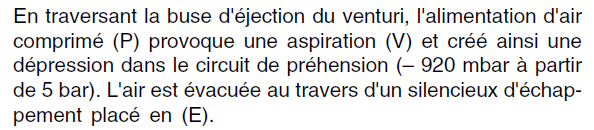 En traversant la buse d'éjection du venturi, l'alimentation d'air
comprimé (P) provoque une aspiration (V) et créé ainsi une
dépression dans le circuit de préhension (– 920 mbar à partir
de 5 bar). L'air est évacuée au travers d'un silencieux d'échap-
pement placé en (E).